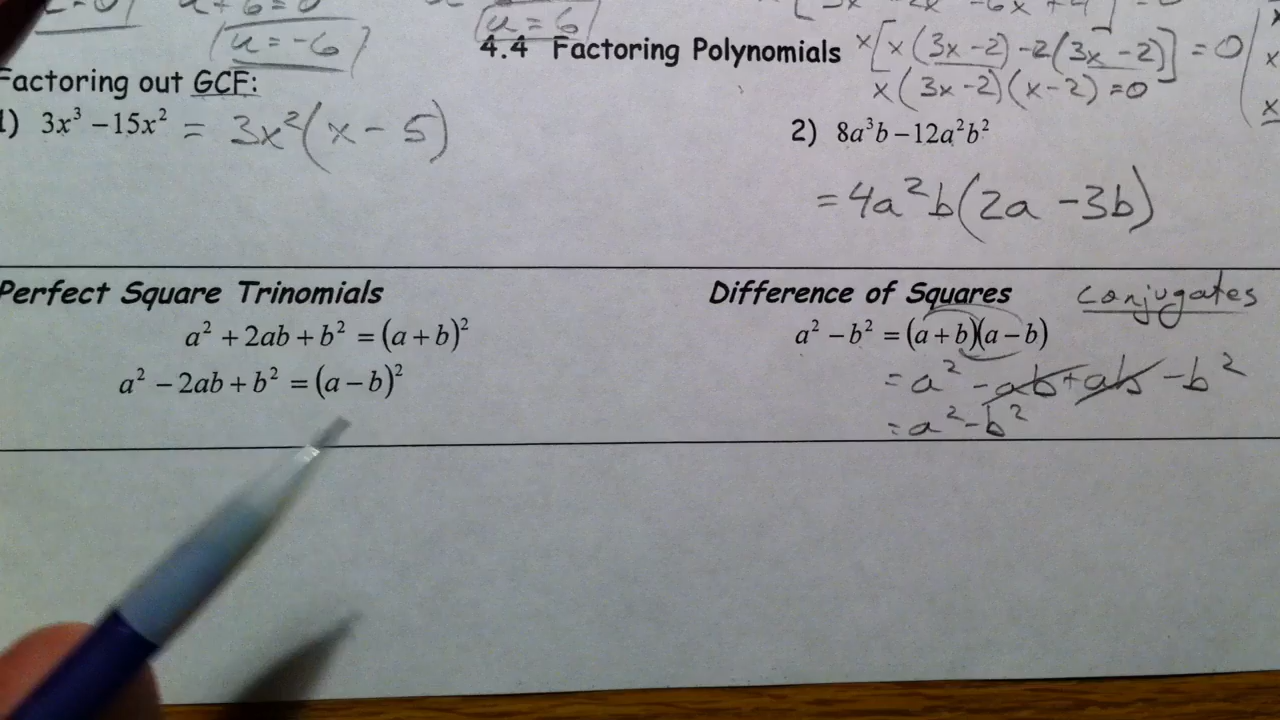 u = -6
u = 6
4.4 Factoring Polynomials
x[x(3x-2)-2(3x-2)] = 0
x(3x-2)(x-2)=0
Factoring out GCF:
1) 3x³ − 15x² = 3x²(x - 5)
2) 8a³b − 12a²b²
= 4a²b(2a - 3b)
Perfect Square Trinomials
a² + 2ab + b² = (a + b)²
a² − 2ab + b² = (a − b)²
Difference of Squares conjugates
a² − b² = (a + b)(a − b)
= a² - ab + ab - b²
= a² - b²